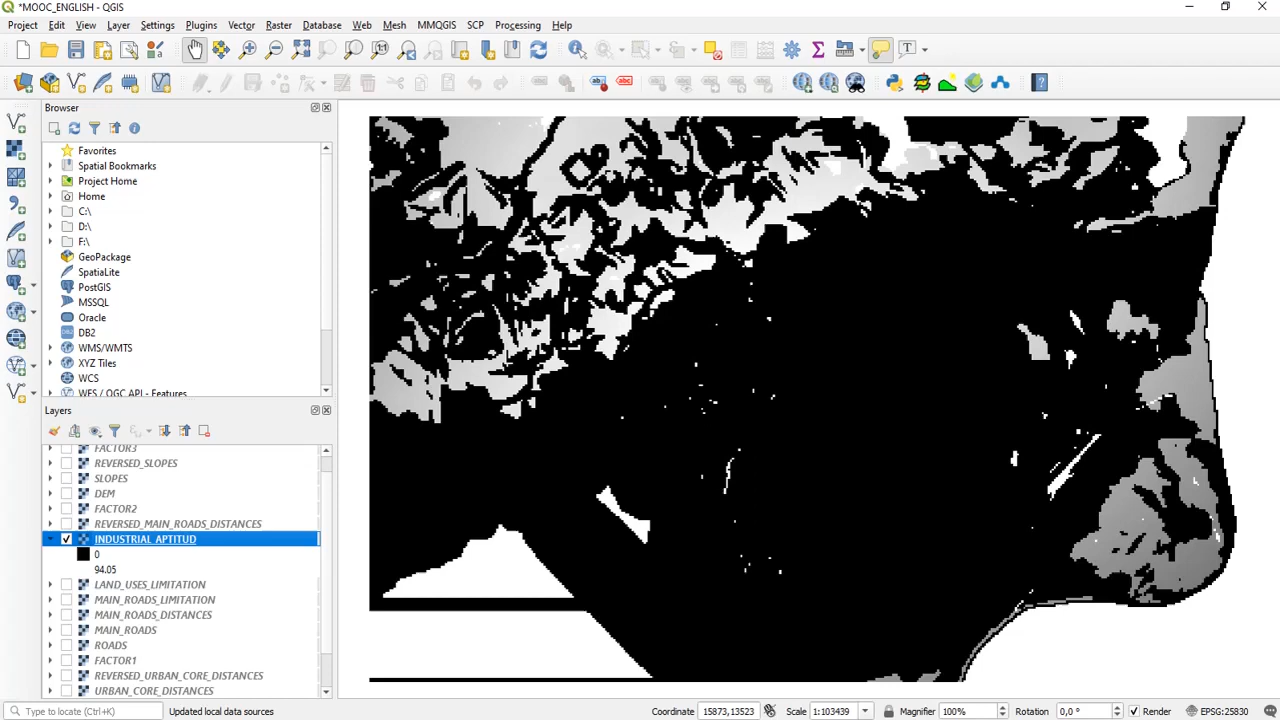 *MOOC_ENGLISH - QGIS
Project Edit View Layer Settings Plugins Vector Raster Database Web Mesh MMQGIS SCP Processing Help
Browser
Favorites
Spatial Bookmarks
Project Home
Home
C:\
D:\
F:\
GeoPackage
SpatiaLite
PostGIS
MSSQL
Oracle
DB2
WMS/WMTS
XYZ Tiles
WCS
WFS / OGC API - Features
Layers
FACTOR3
REVERSED_SLOPES
SLOPES
DEM
FACTOR2
REVERSED_MAIN_ROADS_DISTANCES
INDUSTRIAL_APTITUD
0
94.05
LAND_USES_LIMITATION
MAIN_ROADS_LIMITATION
MAIN_ROADS_DISTANCES
MAIN_ROADS
ROADS
FACTOR1
REVERSED_URBAN_CORE_DISTANCES
URBAN_CORE_DISTANCES
Type to locate (Ctrl+K) Updated local data sources Coordinate 15873,13523 Scale 1:103439 Magnifier 100% Rotation 0,0 ° Render EPSG:25830